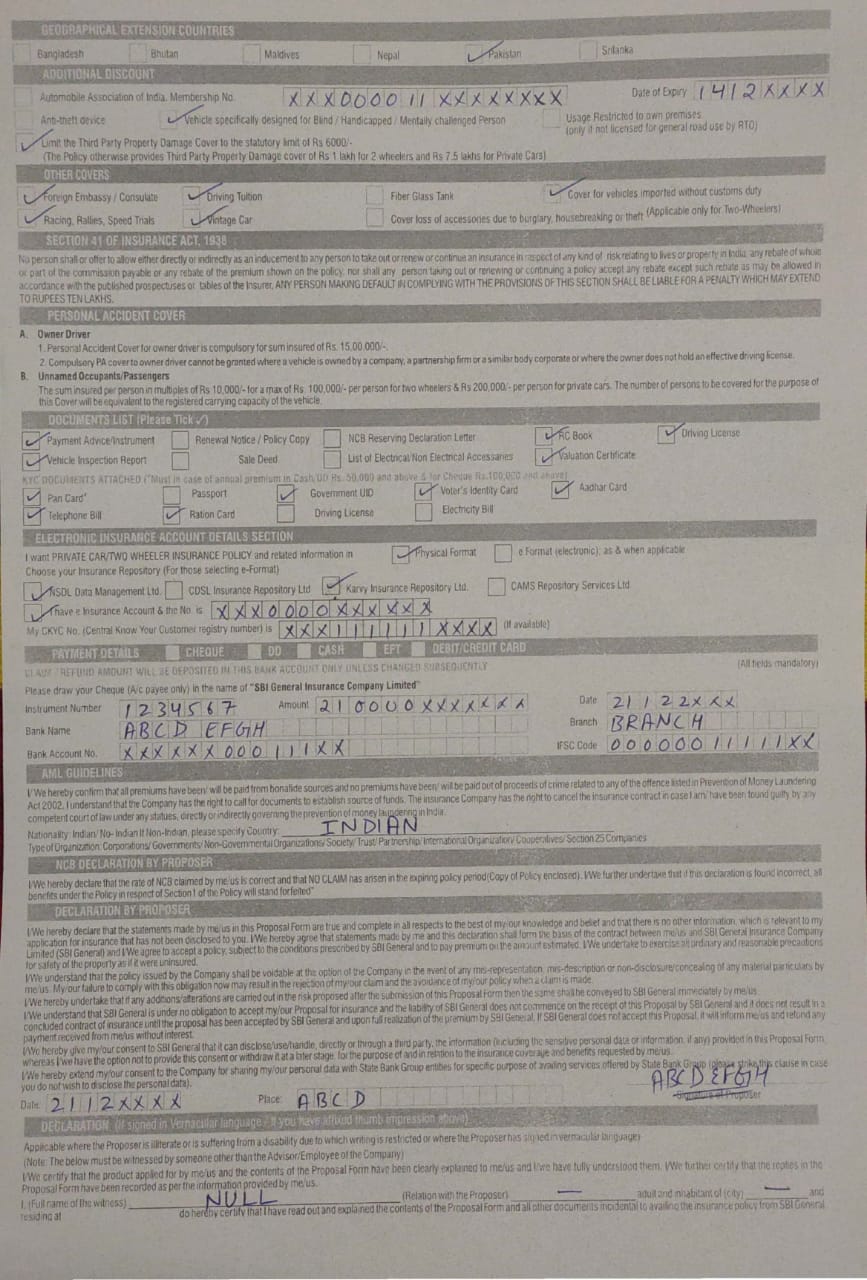 GEOGRAPHICAL EXTENSION COUNTRIES
Bangladesh Bhutan Maldives Nepal ✓ Pakistan Srilanka
ADDITIONAL DISCOUNT
Automobile Association of India. Membership No. XXX000011XXXXXXXX Date of Expiry 1412XXXX
Anti-theft device ✓ Vehicle specifically designed for Blind / Handicapped / Mentally challenged Person Usage Restricted to own premises
(only if not licensed for general road use by RTO)
✓ Limit the Third Party Property Damage Cover to the statutory limit of Rs 6000/-
(The Policy otherwise provides Third Party Property Damage cover of Rs 1 lakh for 2 wheelers and Rs 7.5 lakhs for Private Cars)
OTHER COVERS
✓ Foreign Embassy / Consulate ✓ Driving Tuition Fiber Glass Tank ✓ Cover for vehicles imported without customs duty
✓ Racing, Rallies, Speed Trials ✓ Vintage Car Cover loss of accessories due to burglary, housebreaking or theft (Applicable only for Two-Wheelers)
SECTION 41 OF INSURANCE ACT, 1938
No person shall or offer to allow either directly or indirectly as an inducement to any person to take out or renew or continue an insurance in respect of any kind of risk relating to lives or property in India, any rebate of whole
or part of the commission payable or any rebate of the premium shown on the policy, nor shall any person taking out or renewing or continuing a policy accept any rebate except such rebate as may be allowed in
accordance with the published prospectuses or tables of the Insurer. ANY PERSON MAKING DEFAULT IN COMPLYING WITH THE PROVISIONS OF THIS SECTION SHALL BE LIABLE FOR A PENALTY WHICH MAY EXTEND
TO RUPEES TEN LAKHS.
PERSONAL ACCIDENT COVER
A. Owner Driver
1. Personal Accident Cover for owner driver is compulsory for sum insured of Rs. 15,00,000/-.
2. Compulsory PA cover to owner driver cannot be granted where a vehicle is owned by a company, a partnership firm or a similar body corporate or where the owner does not hold an effective driving license.
B. Unnamed Occupants/Passengers
The sum insured per person in multiples of Rs 10,000/- for a max of Rs. 100,000/- per person for two wheelers & Rs 200,000/- per person for private cars. The number of persons to be covered for the purpose of
this Cover will be equivalent to the registered carrying capacity of the vehicle.
DOCUMENTS LIST (Please Tick ✓)
✓ Payment Advice/Instrument Renewal Notice / Policy Copy NCB Reserving Declaration Letter ✓ RC Book ✓ Driving License
✓ Vehicle Inspection Report Sale Deed List of Electrical/Non Electrical Accessories ✓ Valuation Certificate
KYC DOCUMENTS ATTACHED (*Must in case of annual premium in Cash/DD Rs. 50,000 and above & for Cheque Rs.100,000 and above)
✓ Pan Card* Passport ✓ Government UID ✓ Voter's Identity Card ✓ Aadhar Card
✓ Telephone Bill ✓ Ration Card Driving License Electricity Bill
ELECTRONIC INSURANCE ACCOUNT DETAILS SECTION
I want PRIVATE CAR/TWO WHEELER INSURANCE POLICY and related information in ✓ Physical Format e Format (electronic); as & when applicable
Choose your Insurance Repository (For those selecting e-Format)
✓ NSDL Data Management Ltd. CDSL Insurance Repository Ltd ✓ Karvy Insurance Repository Ltd. CAMS Repository Services Ltd.
✓ I have e Insurance Account & the No. is XXX0000XXXXXX
My CKYC No. (Central Know Your Customer registry number) is XXX111111XXXX (If available)
PAYMENT DETAILS CHEQUE DD CASH EFT DEBIT/CREDIT CARD
CLAIM / REFUND AMOUNT WILL BE DEPOSITED IN THIS BANK ACCOUNT ONLY UNLESS CHANGED SUBSEQUENTLY (All fields mandatory)
Please draw your Cheque (A/c payee only) in the name of "SBI General Insurance Company Limited"
Instrument Number 1234567 Amount 210000XXXXXXX Date 21122XXX
Bank Name ABCD EFGH Branch BRANCH
Bank Account No. XXXXXX000111XX IFSC Code 00000011111XX
AML GUIDELINES
I/We hereby confirm that all premiums have been/ will be paid from bonafide sources and no premiums have been/ will be paid out of proceeds of crime related to any of the offence listed in Prevention of Money Laundering
Act 2002. I understand that the Company has the right to call for documents to establish source of funds. The insurance Company has the right to cancel the insurance contract in case I am/ have been found guilty by any
competent court of law under any statues, directly or indirectly governing the prevention of money laundering in India.
Nationality: Indian/ No- Indian If Non-Indian, please specify Country: INDIAN
Type of Organization: Corporations/ Governments/ Non-Governmental Organizations/ Society/ Trust/ Partnership/ International Organization/ Cooperatives/ Section 25 Companies
NCB DECLARATION BY PROPOSER
I/We hereby declare that the rate of NCB claimed by me/us is correct and that NO CLAIM has arisen in the expiring policy period (Copy of Policy enclosed). I/We further undertake that if this declaration is found incorrect, all
benefits under the Policy in respect of Section 1 of the Policy will stand forfeited"
DECLARATION BY PROPOSER
I/We hereby declare that the statements made by me/us in this Proposal Form are true and complete in all respects to the best of my/our knowledge and belief and that there is no other information, which is relevant to my
application for insurance that has not been disclosed to you. I/We hereby agree that statements made by me and this declaration shall form the basis of the contract between me/us and SBI General Insurance Company
Limited (SBI General) and I/We agree to accept a policy, subject to the conditions prescribed by SBI General and to pay premium on the amount estimated. I/We undertake to exercise all ordinary and reasonable precautions
for safety of the property as if it were uninsured.
I/We understand that the policy issued by the Company shall be voidable at the option of the Company in the event of any mis-representation, mis-description or non-disclosure/concealing of any material particulars by
me/us. My/our failure to comply with this obligation now may result in the rejection of my/our claim and the avoidance of my/our policy when a claim is made.
I/We hereby undertake that if any additions/alterations are carried out in the risk proposed after the submission of this Proposal Form then the same shall be conveyed to SBI General immediately by me/us.
I/We understand that SBI General is under no obligation to accept my/our Proposal for insurance and the liability of SBI General does not commence on the receipt of this Proposal by SBI General and it does not result in a
concluded contract of insurance until the proposal has been accepted by SBI General and upon full realization of the premium by SBI General. If SBI General does not accept this Proposal, it will inform me/us and refund any
payment received from me/us without interest.
I/We hereby give my/our consent to SBI General that it can disclose/use/handle, directly or through a third party, the information (including the sensitive personal data or information, if any) provided in this Proposal Form,
whereas I/we have the option not to provide this consent or withdraw it at a later stage, for the purpose of and in relation to the insurance coverage and benefits requested by me/us.
I/We hereby extend my/our consent to the Company for sharing my/our personal data with State Bank Group entities for specific purpose of availing services offered by State Bank Group (please strike this clause in case
you do not wish to disclose the personal data).
ABCD EFGH
Date: 2112XXXX Place: ABCD Signature of Proposer
DECLARATION (If signed in Vernacular language / If you have affixed thumb impression above)
Applicable where the Proposer is illiterate or is suffering from a disability due to which writing is restricted or where the Proposer has signed in vernacular language)
(Note: The below must be witnessed by someone other than the Advisor/Employee of the Company)
I/We certify that the product applied for by me/us and the contents of the Proposal Form have been clearly explained to me/us and I/we have fully understood them. I/We further certify that the replies in the
Proposal Form have been recorded as per the information provided by me/us.
I, (Full name of the witness) NULL (Relation with the Proposer) — adult and inhabitant of (city) — and
residing at do hereby certify that I have read out and explained the contents of the Proposal Form and all other documents incidental to availing the insurance policy from SBI General